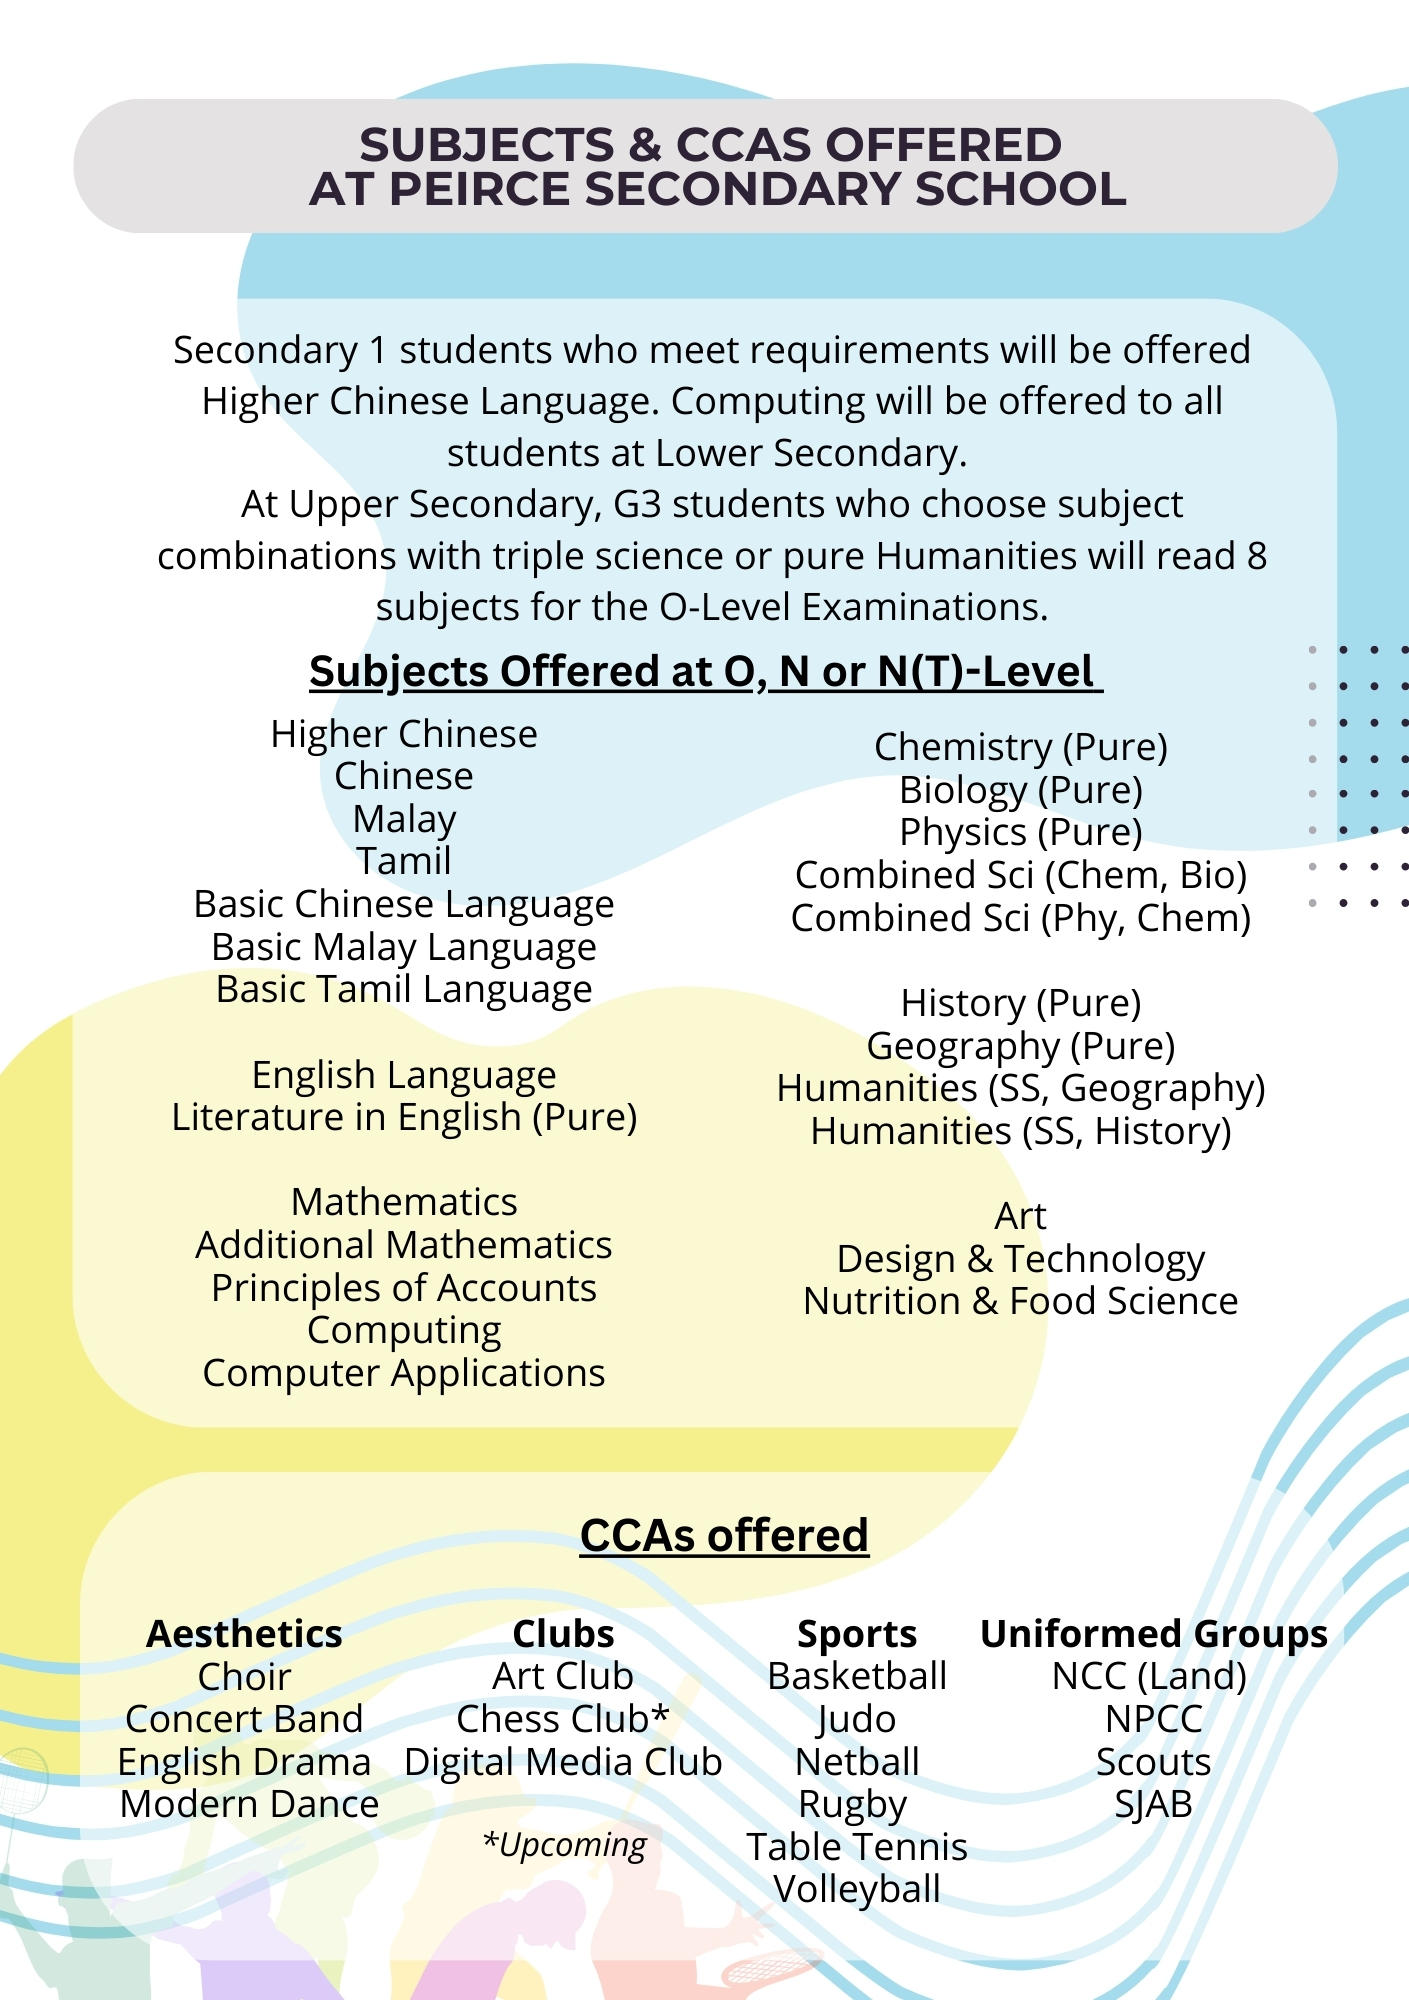 SUBJECTS & CCAS OFFERED
AT PEIRCE SECONDARY SCHOOL
Secondary 1 students who meet requirements will be offered
Higher Chinese Language. Computing will be offered to all
students at Lower Secondary.
At Upper Secondary, G3 students who choose subject
combinations with triple science or pure Humanities will read 8
subjects for the O-Level Examinations.
Subjects Offered at O, N or N(T)-Level
Higher Chinese
Chinese
Malay
Tamil
Basic Chinese Language
Basic Malay Language
Basic Tamil Language
English Language
Literature in English (Pure)
Mathematics
Additional Mathematics
Principles of Accounts
Computing
Computer Applications
Chemistry (Pure)
Biology (Pure)
Physics (Pure)
Combined Sci (Chem, Bio)
Combined Sci (Phy, Chem)
History (Pure)
Geography (Pure)
Humanities (SS, Geography)
Humanities (SS, History)
Art
Design & Technology
Nutrition & Food Science
CCAs offered
Aesthetics
Choir
Concert Band
English Drama
Modern Dance
Clubs
Art Club
Chess Club*
Digital Media Club
*Upcoming
Sports
Basketball
Judo
Netball
Rugby
Table Tennis
Volleyball
Uniformed Groups
NCC (Land)
NPCC
Scouts
SJAB